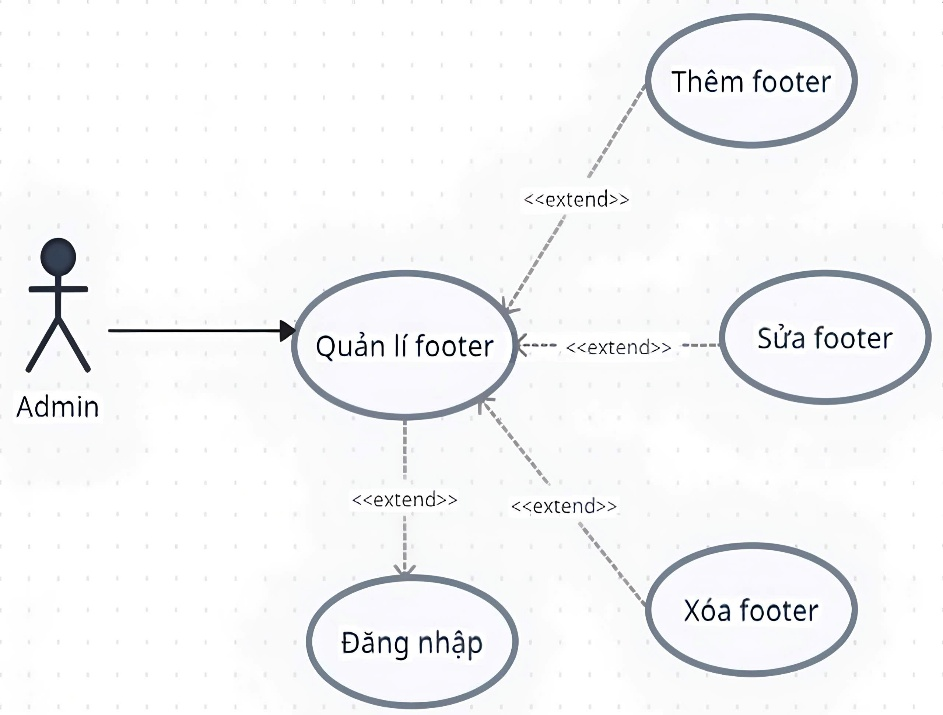 Thêm footer
<<extend>>
Admin
Quản lí footer
<<extend>>
Sửa footer
<<extend>>
<<extend>>
Đăng nhập
Xóa footer